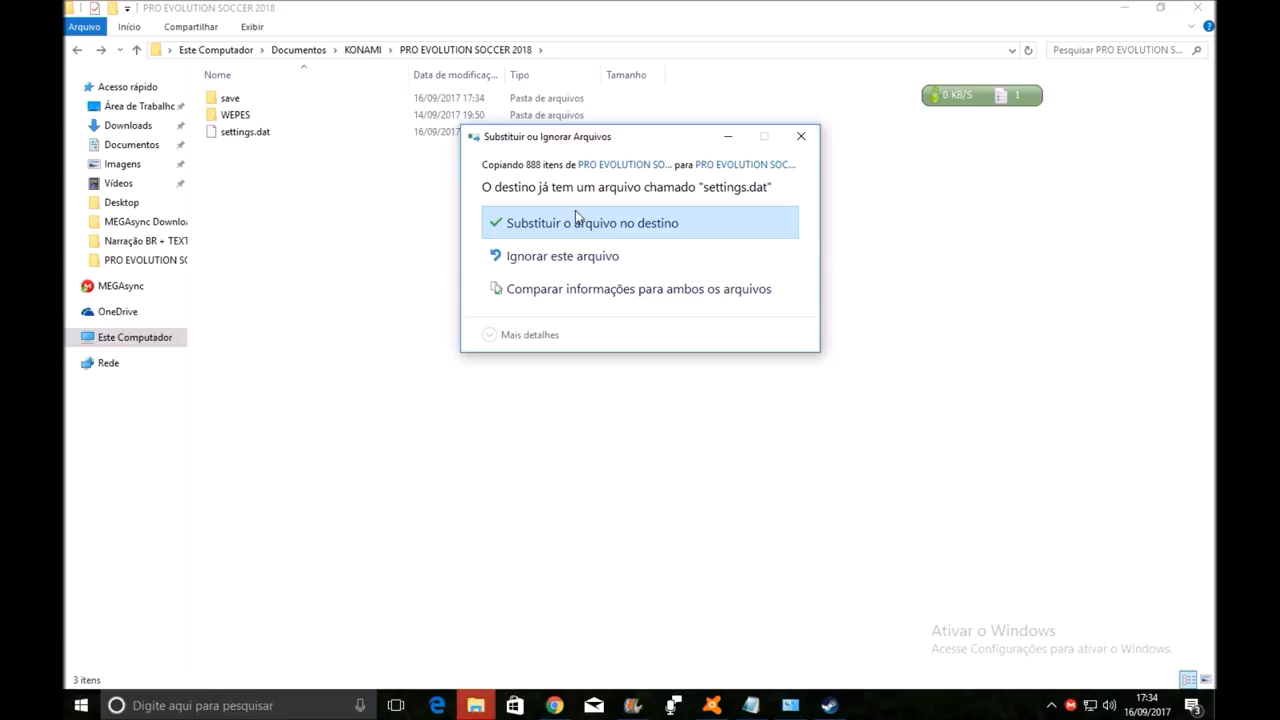 PRO EVOLUTION SOCCER 2018
Arquivo Início Compartilhar Exibir
Este Computador Documentos KONAMI PRO EVOLUTION SOCCER 2018
Pesquisar PRO EVOLUTION S...
Nome Data de modificaç... Tipo Tamanho
save 16/09/2017 17:34 Pasta de arquivos
WEPES 14/09/2017 19:50 Pasta de arquivos
settings.dat 16/09/2017
0 KB/S 1
Acesso rápido
Área de Trabalho
Downloads
Documentos
Imagens
Vídeos
Desktop
MEGAsync Downlo
Narração BR + TEXT
PRO EVOLUTION SO
MEGAsync
OneDrive
Este Computador
Rede
Substituir ou Ignorar Arquivos
Copiando 888 itens de PRO EVOLUTION SO... para PRO EVOLUTION SOC...
O destino já tem um arquivo chamado "settings.dat"
Substituir o arquivo no destino
Ignorar este arquivo
Comparar informações para ambos os arquivos
Mais detalhes
Ativar o Windows
Acesse Configurações para ativar o Windows.
3 itens
Digite aqui para pesquisar
17:34
16/09/2017
3